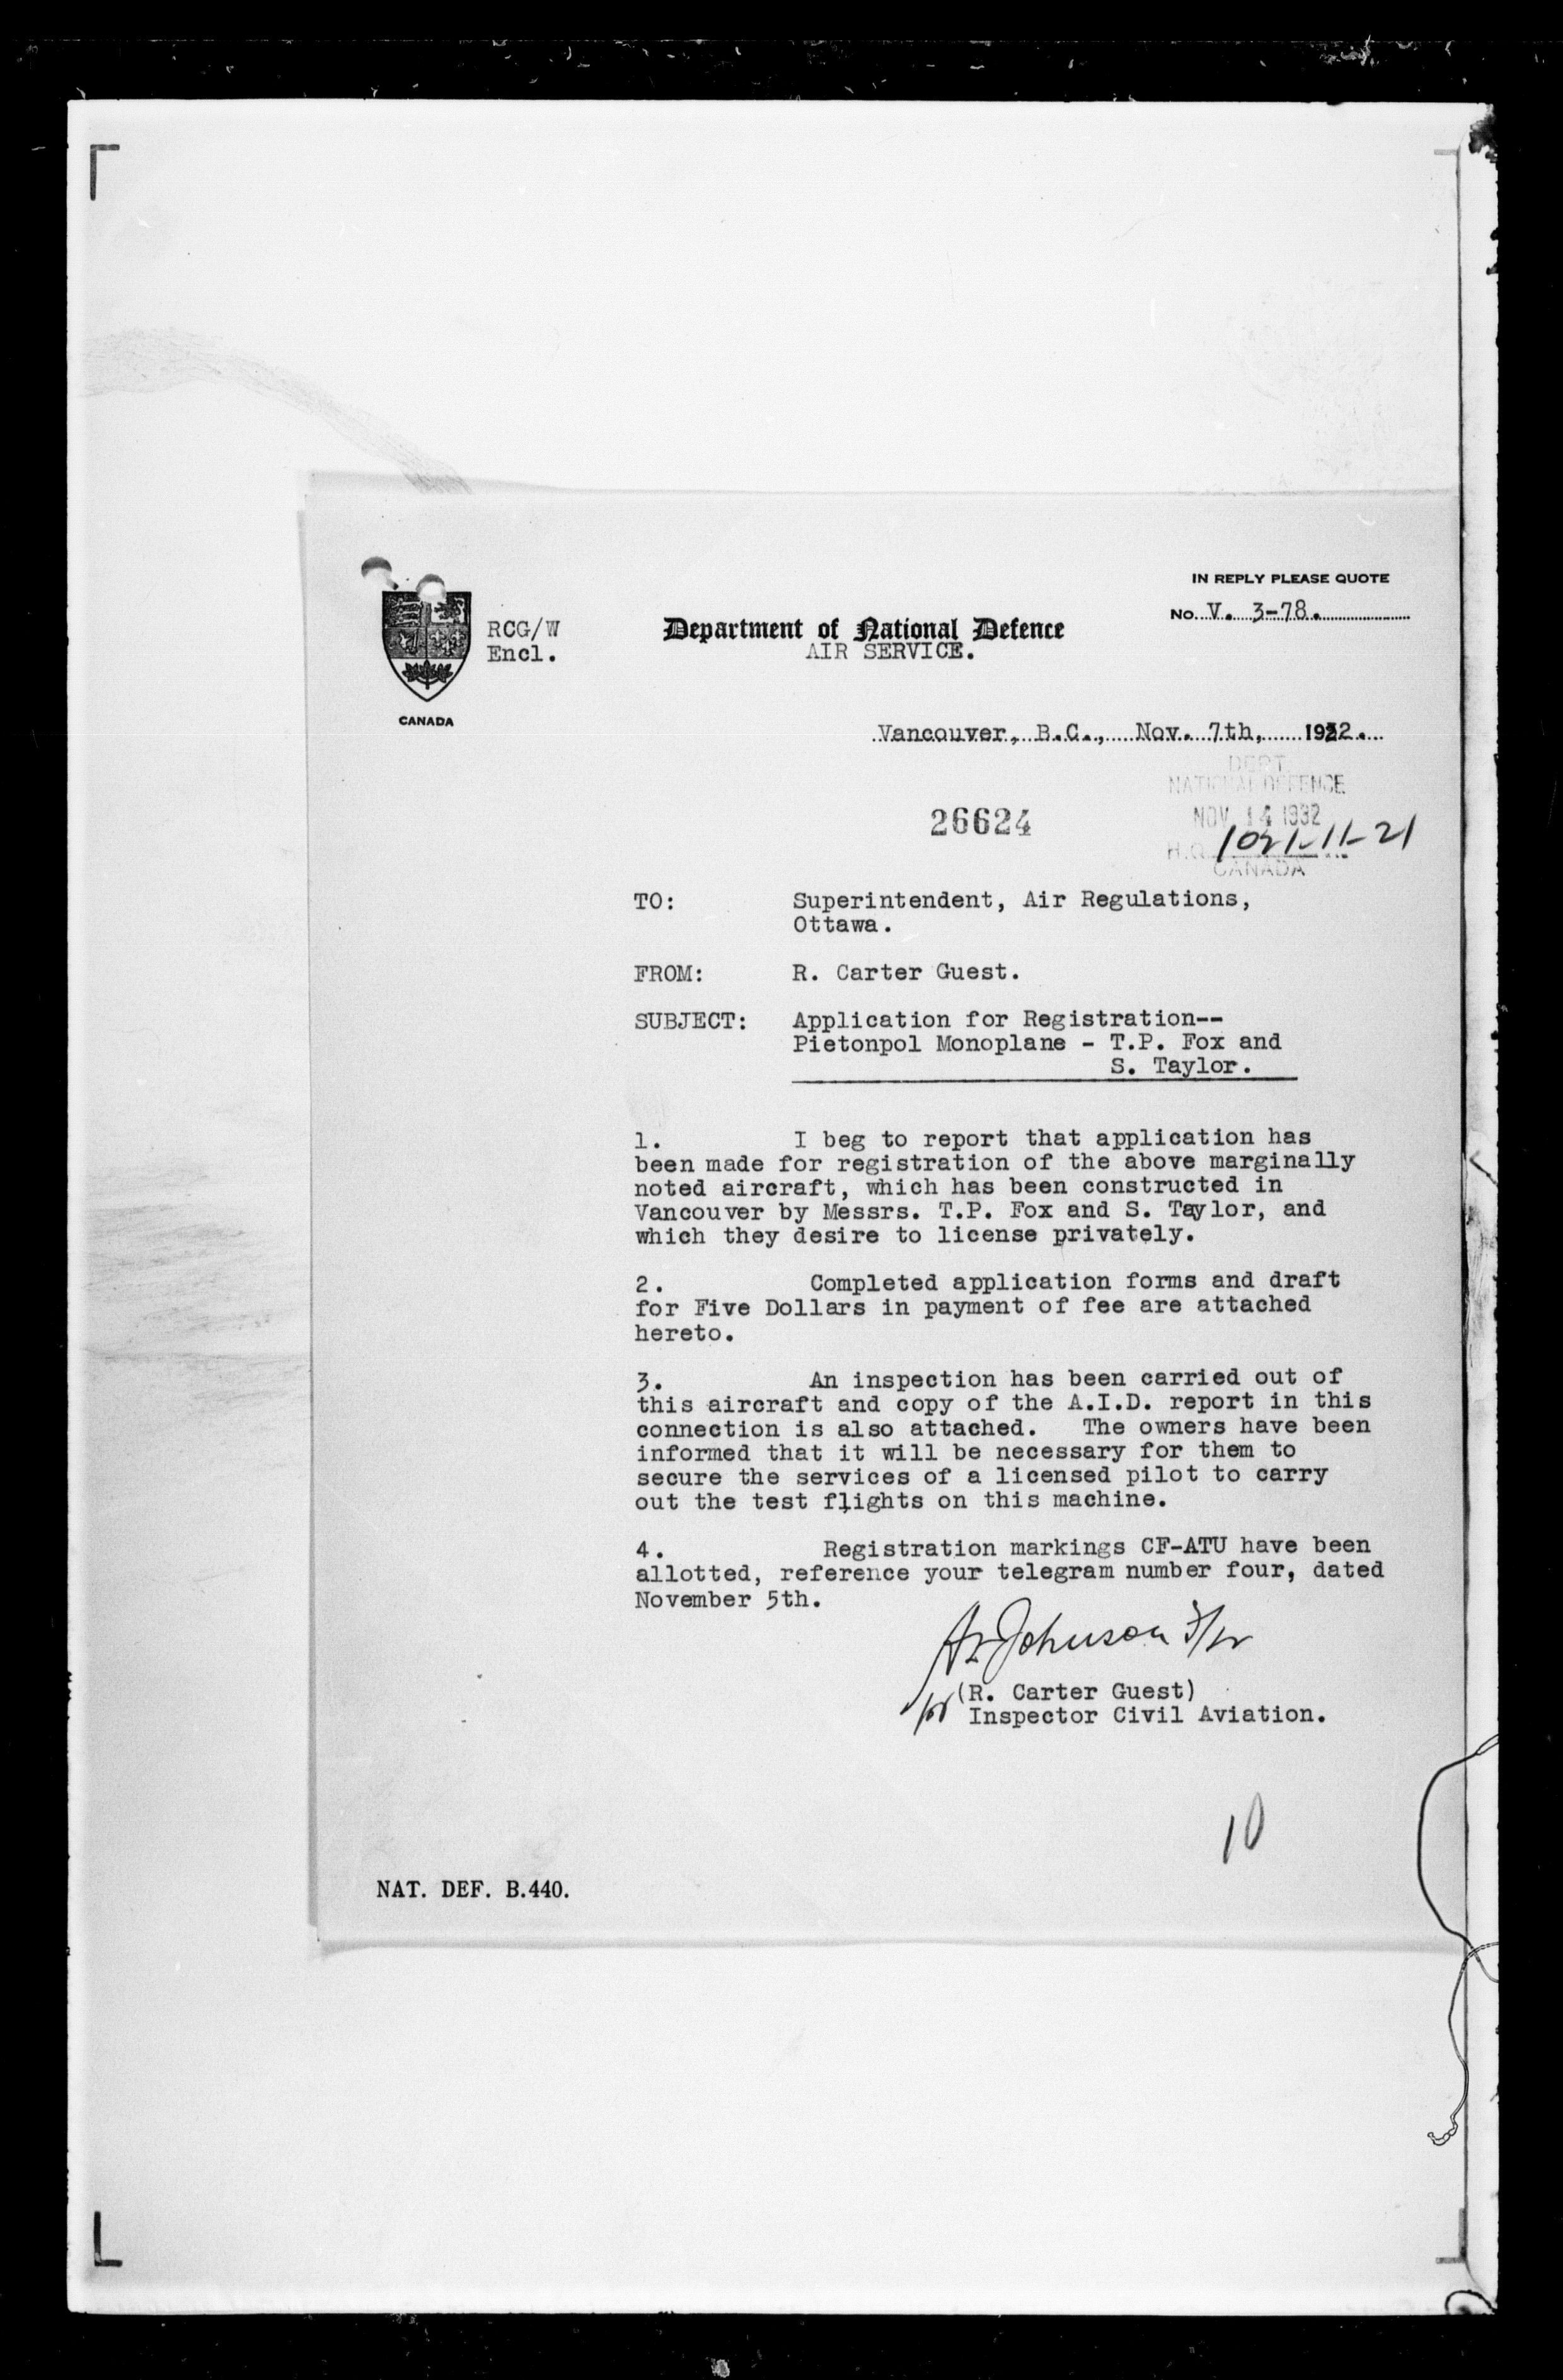 IN REPLY PLEASE QUOTE
No. V. 3-78.
RCG/W
Encl.
Department of National Defence
AIR SERVICE.
CANADA
Vancouver, B.C., Nov. 7th, 1932.
DEPT.
NATIONAL DEFENCE
NOV 14 1932
26624
H.Q. 1021-11-21
CANADA
TO: Superintendent, Air Regulations,
Ottawa.
FROM: R. Carter Guest.
SUBJECT: Application for Registration--
Pietonpol Monoplane - T.P. Fox and
S. Taylor.
1. I beg to report that application has
been made for registration of the above marginally
noted aircraft, which has been constructed in
Vancouver by Messrs. T.P. Fox and S. Taylor, and
which they desire to license privately.
2. Completed application forms and draft
for Five Dollars in payment of fee are attached
hereto.
3. An inspection has been carried out of
this aircraft and copy of the A.I.D. report in this
connection is also attached. The owners have been
informed that it will be necessary for them to
secure the services of a licensed pilot to carry
out the test flights on this machine.
4. Registration markings CF-ATU have been
allotted, reference your telegram number four, dated
November 5th.
Johnson
for (R. Carter Guest)
Inspector Civil Aviation.
10
NAT. DEF. B.440.